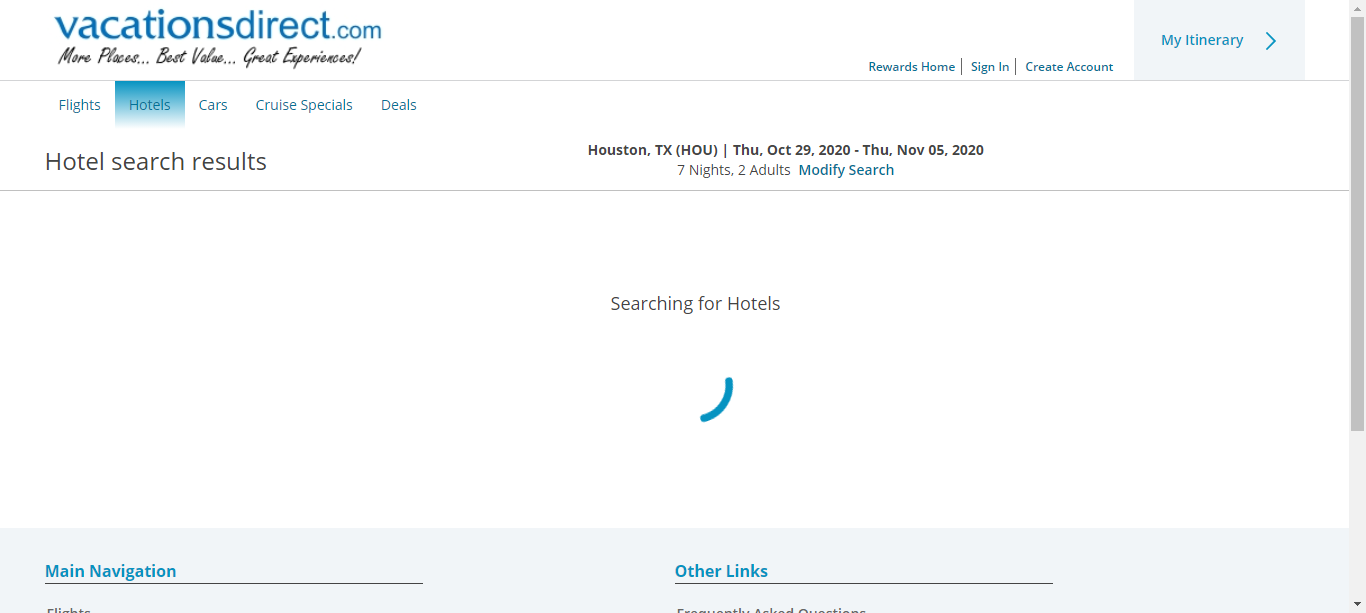 vacationsdirect.com
More Places... Best Value... Great Experiences!
Rewards Home
Sign In
Create Account
My Itinerary
Flights
Hotels
Cars
Cruise Specials
Deals
Hotel search results
Houston, TX (HOU) | Thu, Oct 29, 2020 - Thu, Nov 05, 2020
7 Nights, 2 Adults Modify Search
Searching for Hotels
Main Navigation
Other Links
Flights
Frequently Asked Questions